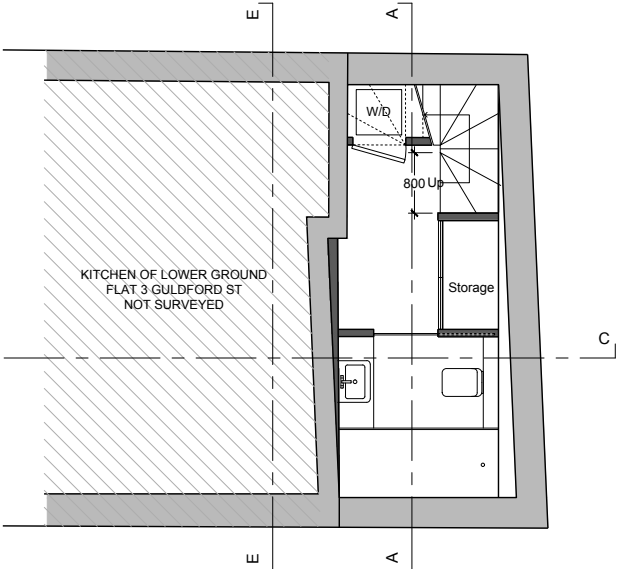 E
A
W/D
800 Up
KITCHEN OF LOWER GROUND
FLAT 3 GULDFORD ST
NOT SURVEYED
Storage
C
E
A